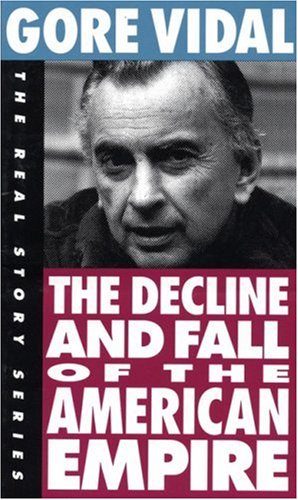 GORE VIDAL
THE REAL STORY SERIES
THE DECLINE
AND FALL
OF THE
AMERICAN
EMPIRE